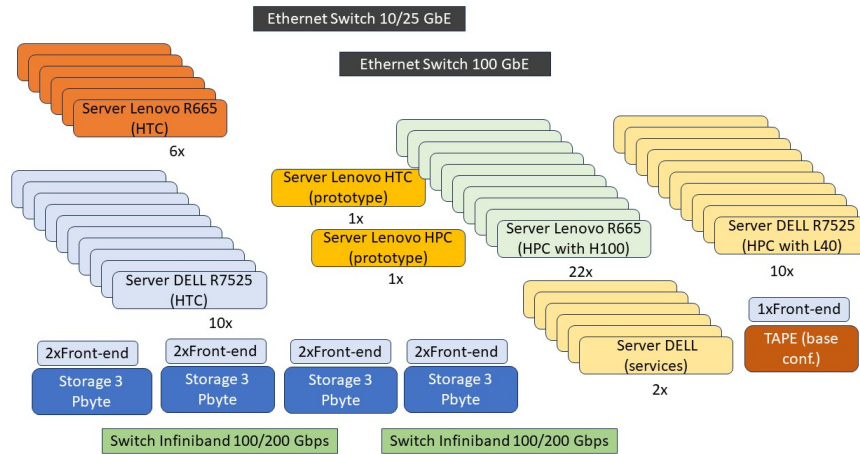 Ethernet Switch 10/25 GbE
Ethernet Switch 100 GbE
Server Lenovo R665
(HTC)
6x
Server Lenovo HTC
(prototype)
1x
Server Lenovo HPC
(prototype)
1x
Server Lenovo R665
(HPC with H100)
22x
Server DELL R7525
(HPC with L40)
10x
Server DELL R7525
(HTC)
10x
Server DELL
(services)
2x
1xFront-end
TAPE (base
conf.)
2xFront-end
Storage 3
Pbyte
2xFront-end
Storage 3
Pbyte
2xFront-end
Storage 3
Pbyte
2xFront-end
Storage 3
Pbyte
Switch Infiniband 100/200 Gbps
Switch Infiniband 100/200 Gbps